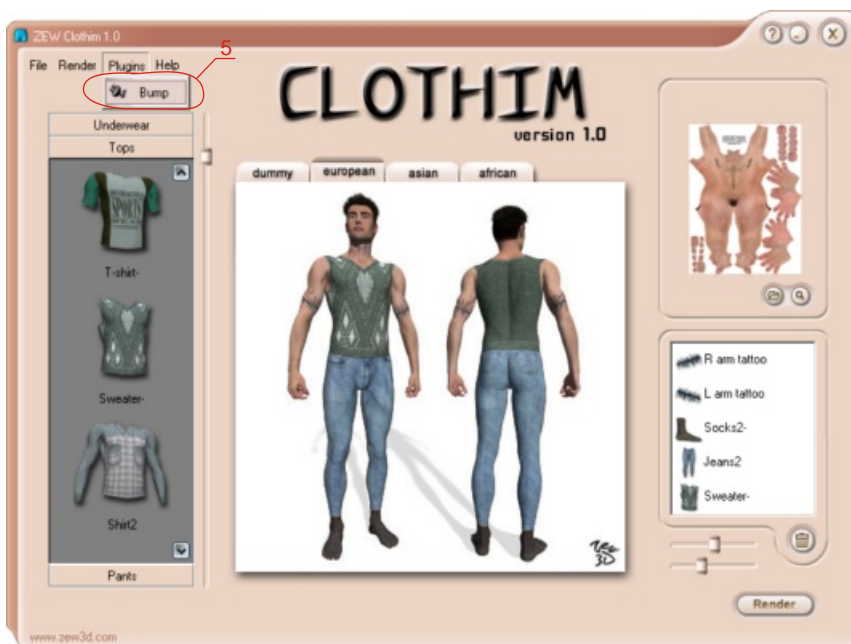 ZEW Clothim 1.0
5
File Render Plugins Help
Bump
CLOTHIM
version 1.0
Underwear
Tops
T-shirt-
Sweater-
Shirt2
Pants
dummy european asian african
R arm tattoo
L arm tattoo
Socks2-
Jeans2
Sweater-
Render
www.zew3d.com